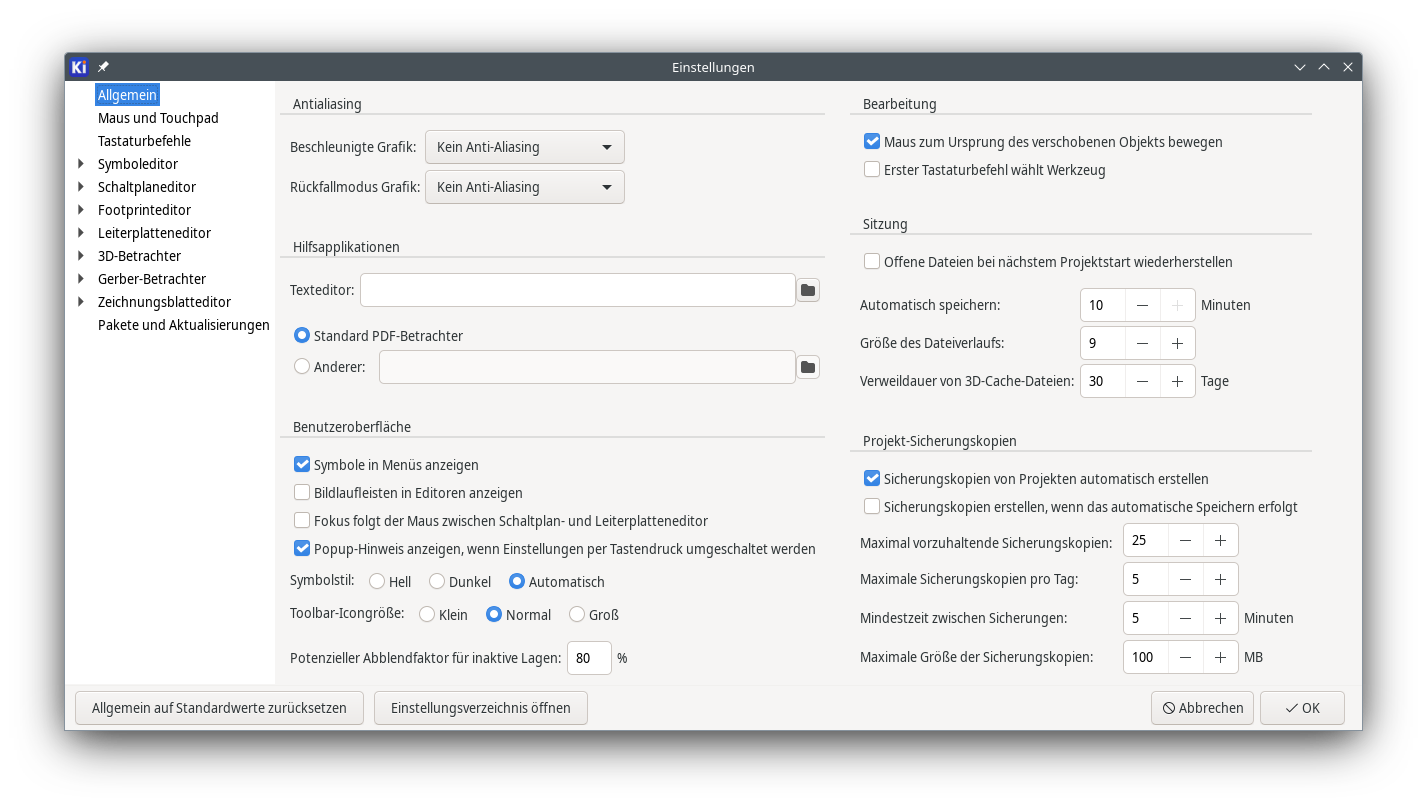 Ki
Einstellungen
Allgemein
Maus und Touchpad
Tastaturbefehle
Symboleditor
Schaltplaneditor
Footprinteditor
Leiterplatteneditor
3D-Betrachter
Gerber-Betrachter
Zeichnungsblatteditor
Pakete und Aktualisierungen
Antialiasing
Beschleunigte Grafik: Kein Anti-Aliasing
Rückfallmodus Grafik: Kein Anti-Aliasing
Hilfsapplikationen
Texteditor:
Standard PDF-Betrachter
Anderer:
Benutzeroberfläche
Symbole in Menüs anzeigen
Bildlaufleisten in Editoren anzeigen
Fokus folgt der Maus zwischen Schaltplan- und Leiterplatteneditor
Popup-Hinweis anzeigen, wenn Einstellungen per Tastendruck umgeschaltet werden
Symbolstil: Hell Dunkel Automatisch
Toolbar-Icongröße: Klein Normal Groß
Potenzieller Abblendfaktor für inaktive Lagen: 80 %
Bearbeitung
Maus zum Ursprung des verschobenen Objekts bewegen
Erster Tastaturbefehl wählt Werkzeug
Sitzung
Offene Dateien bei nächstem Projektstart wiederherstellen
Automatisch speichern: 10 Minuten
Größe des Dateiverlaufs: 9
Verweildauer von 3D-Cache-Dateien: 30 Tage
Projekt-Sicherungskopien
Sicherungskopien von Projekten automatisch erstellen
Sicherungskopien erstellen, wenn das automatische Speichern erfolgt
Maximal vorzuhaltende Sicherungskopien: 25
Maximale Sicherungskopien pro Tag: 5
Mindestzeit zwischen Sicherungen: 5 Minuten
Maximale Größe der Sicherungskopien: 100 MB
Allgemein auf Standardwerte zurücksetzen
Einstellungsverzeichnis öffnen
Abbrechen
OK